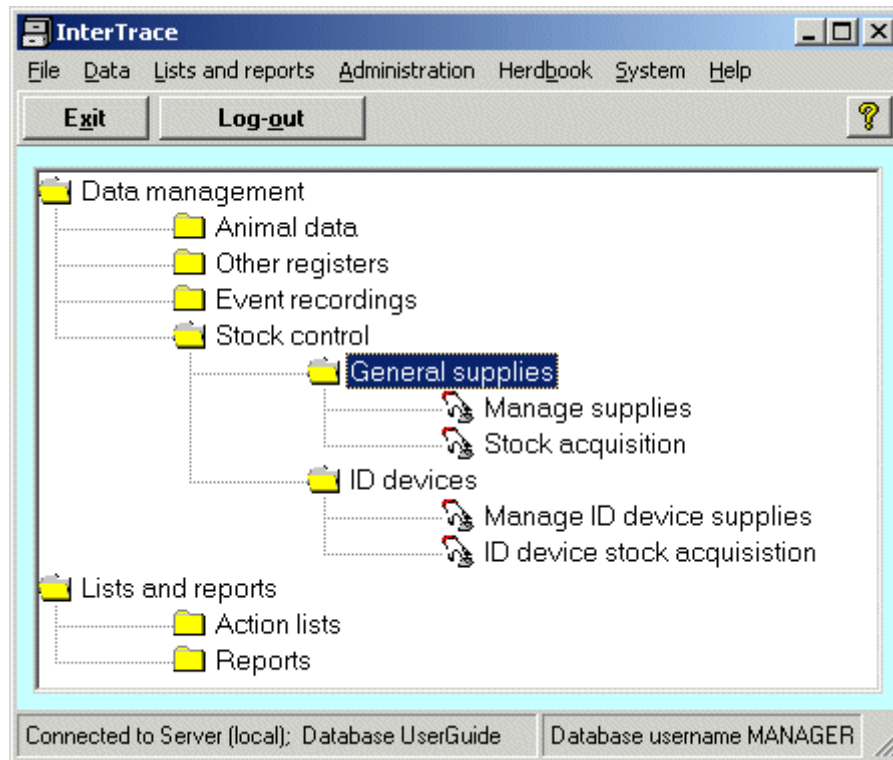 InterTrace
File Data Lists and reports Administration Herdbook System Help
Exit Log-out ?
Data management
Animal data
Other registers
Event recordings
Stock control
General supplies
Manage supplies
Stock acquisition
ID devices
Manage ID device supplies
ID device stock acquisistion
Lists and reports
Action lists
Reports
Connected to Server (local); Database UserGuide Database username MANAGER